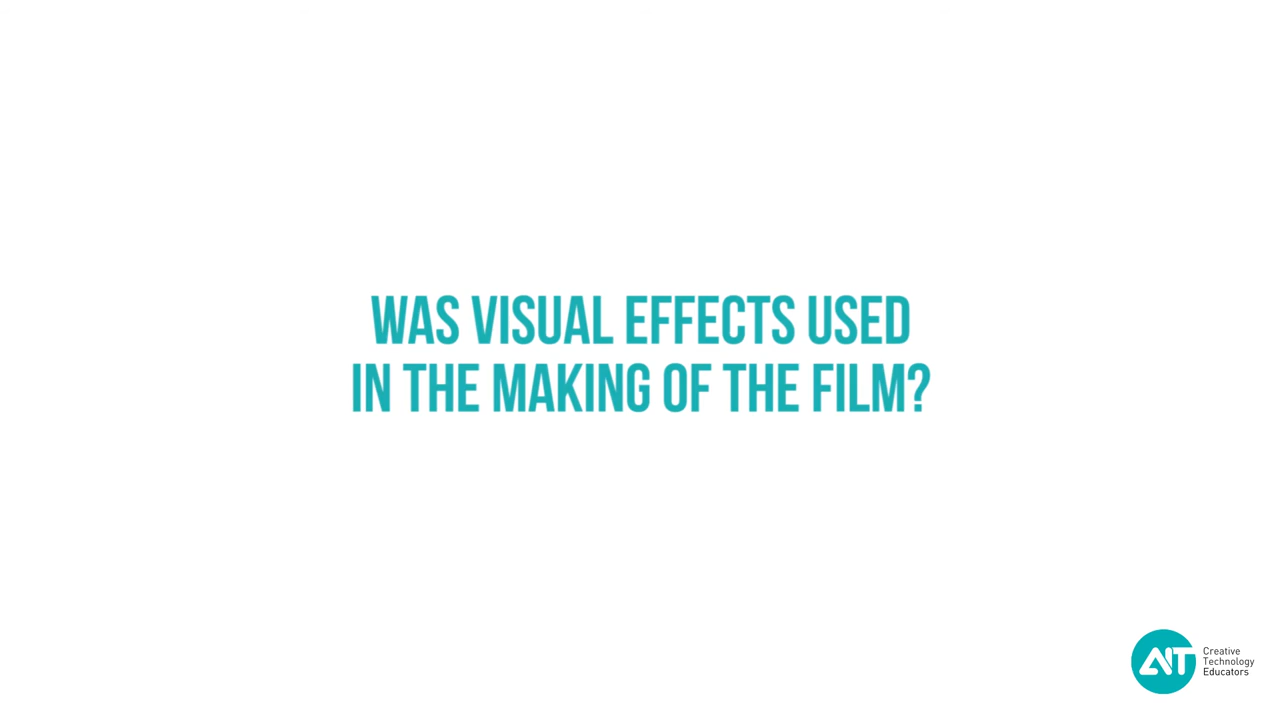 WAS VISUAL EFFECTS USED
IN THE MAKING OF THE FILM?
AIT
Creative
Technology
Educators